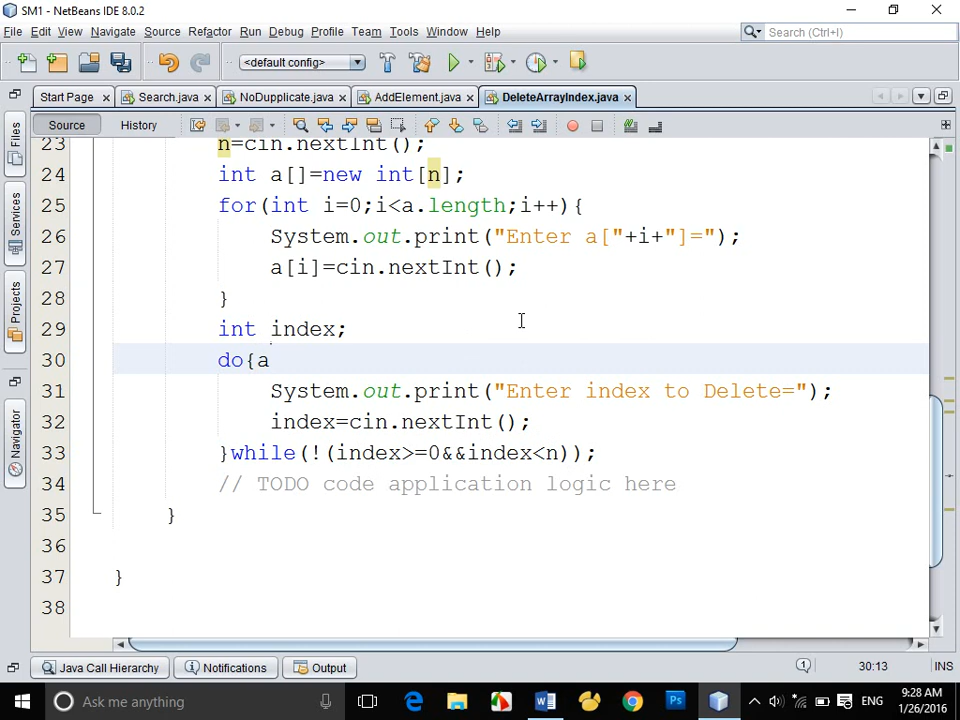 SM1 - NetBeans IDE 8.0.2
File Edit View Navigate Source Refactor Run Debug Profile Team Tools Window Help
Search (Ctrl+I)
<default config>
Start Page Search.java NoDupplicate.java AddElement.java DeleteArrayIndex.java
Source History
Files
Services
Projects
Navigator
23 n=cin.nextInt();
24 int a[]=new int[n];
25 for(int i=0;i<a.length;i++){
26 System.out.print("Enter a["+i+"]=");
27 a[i]=cin.nextInt();
28 }
29 int index;
30 do{a
31 System.out.print("Enter index to Delete=");
32 index=cin.nextInt();
33 }while(!(index>=0&&index<n));
34 // TODO code application logic here
35 }
36
37 }
38
Java Call Hierarchy Notifications Output
1 30:13 INS
Ask me anything
ENG
9:28 AM
1/26/2016